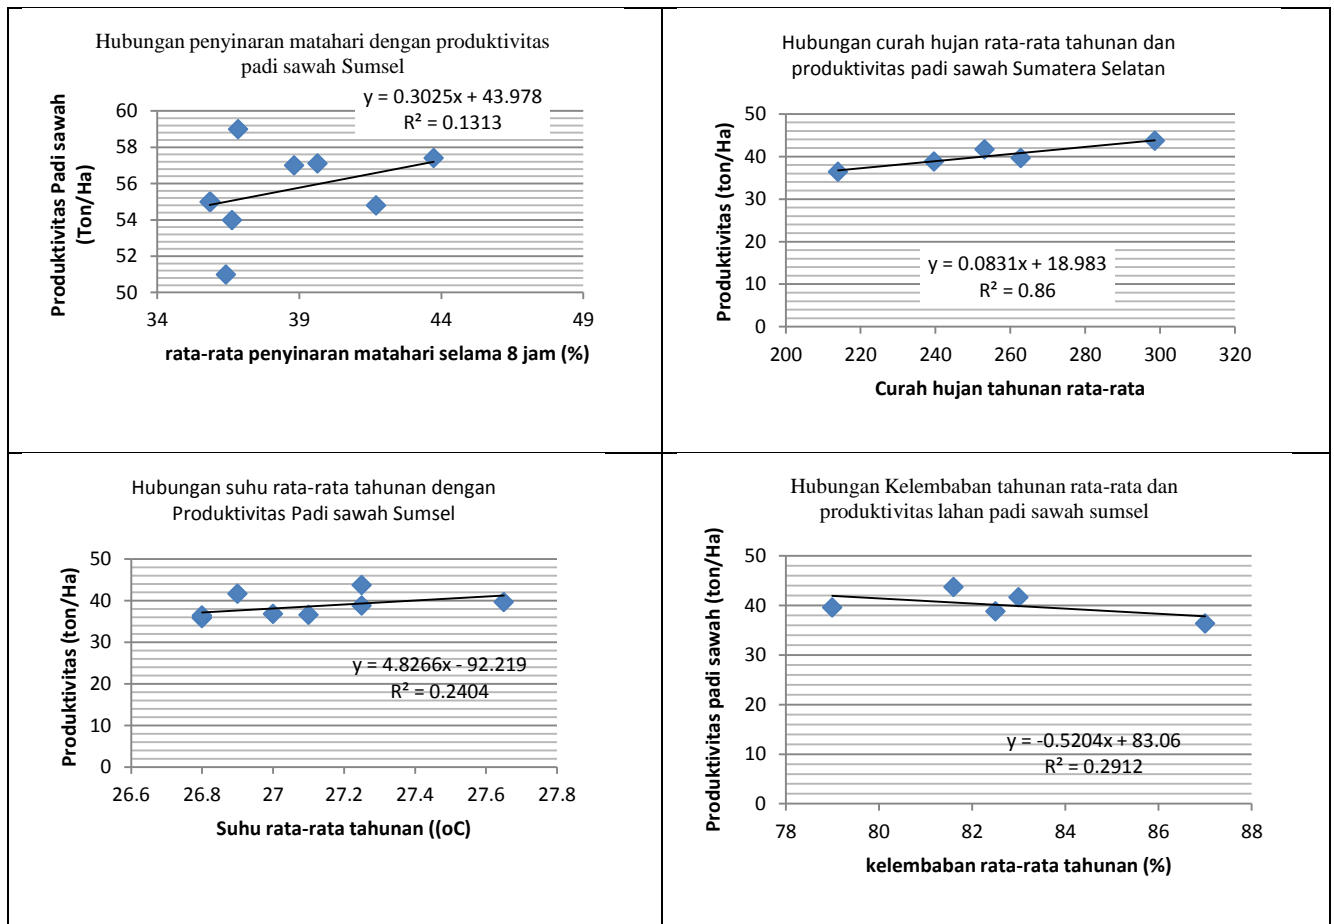 Hubungan penyinaran matahari dengan produktivitas
padi sawah Sumsel
y = 0.3025x + 43.978
R² = 0.1313
Produktivitas Padi sawah
(Ton/Ha)
60
58
56
54
52
50
34 39 44 49
rata-rata penyinaran matahari selama 8 jam (%)
Hubungan curah hujan rata-rata tahunan dan
produktivitas padi sawah Sumatera Selatan
Produktivitas (ton/Ha)
50
40
30
20
10
0
y = 0.0831x + 18.983
R² = 0.86
200 220 240 260 280 300 320
Curah hujan tahunan rata-rata
Hubungan suhu rata-rata tahunan dengan
Produktivitas Padi sawah Sumsel
Produktivitas (ton/Ha)
50
40
30
20
10
0
y = 4.8266x - 92.219
R² = 0.2404
26.6 26.8 27 27.2 27.4 27.6 27.8
Suhu rata-rata tahunan ((oC)
Hubungan Kelembaban tahunan rata-rata dan
produktivitas lahan padi sawah sumsel
Produktivitas padi sawah (ton/Ha)
50
40
30
20
10
0
y = -0.5204x + 83.06
R² = 0.2912
78 80 82 84 86 88
kelembaban rata-rata tahunan (%)